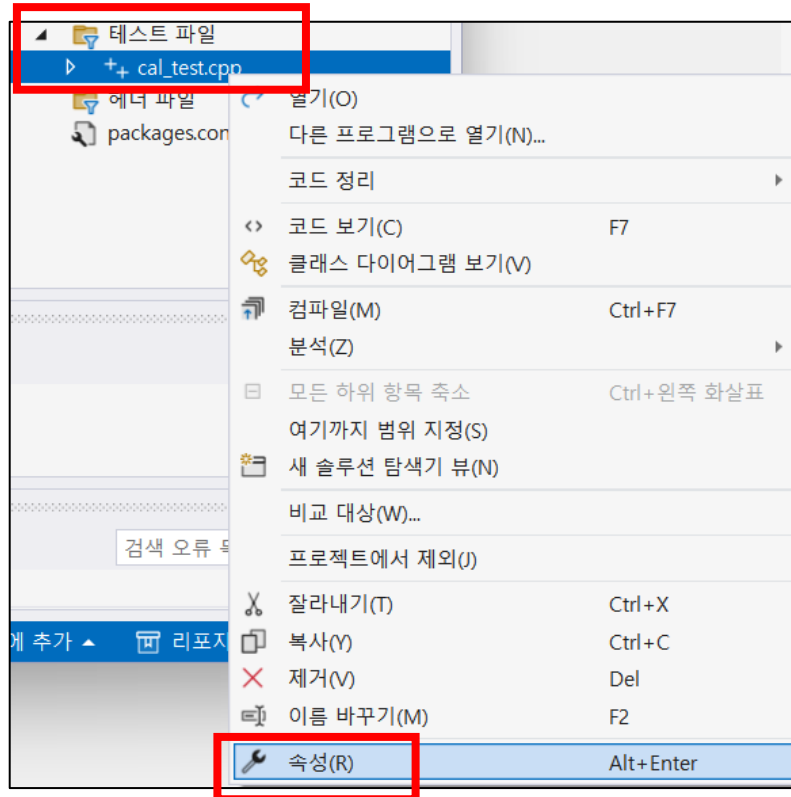 테스트 파일
++ cal_test.cpp
헤더 파일
packages.con
열기(O)
다른 프로그램으로 열기(N)...
코드 정리
코드 보기(C) F7
클래스 다이어그램 보기(V)
컴파일(M) Ctrl+F7
분석(Z)
모든 하위 항목 축소 Ctrl+왼쪽 화살표
여기까지 범위 지정(S)
새 솔루션 탐색기 뷰(N)
비교 대상(W)...
검색 오류
프로젝트에서 제외(J)
잘라내기(T) Ctrl+X
에 추가 리포지
복사(Y) Ctrl+C
제거(V) Del
이름 바꾸기(M) F2
속성(R) Alt+Enter